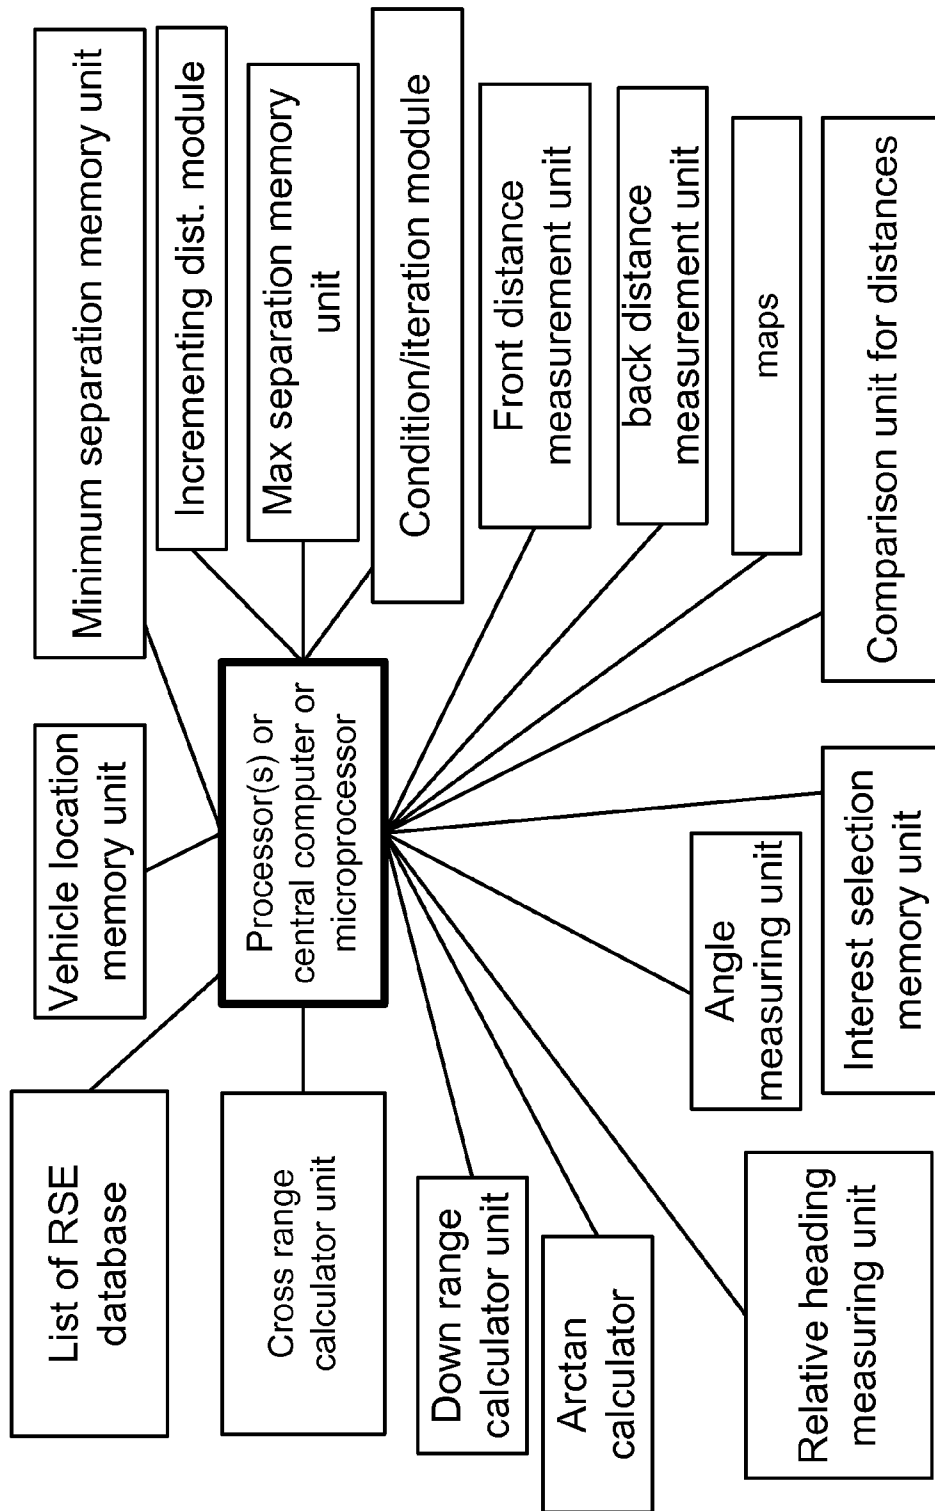 List of RSE
database
Vehicle location
memory unit
Minimum separation memory unit
Incrementing dist. module
Max separation memory
unit
Condition/iteration module
Cross range
calculator unit
Processor(s) or
central computer or
microprocessor
Front distance
measurement unit
back distance
measurement unit
maps
Comparison unit for distances
Down range
calculator unit
Arctan
calculator
Relative heading
measuring unit
Angle
measuring unit
Interest selection
memory unit